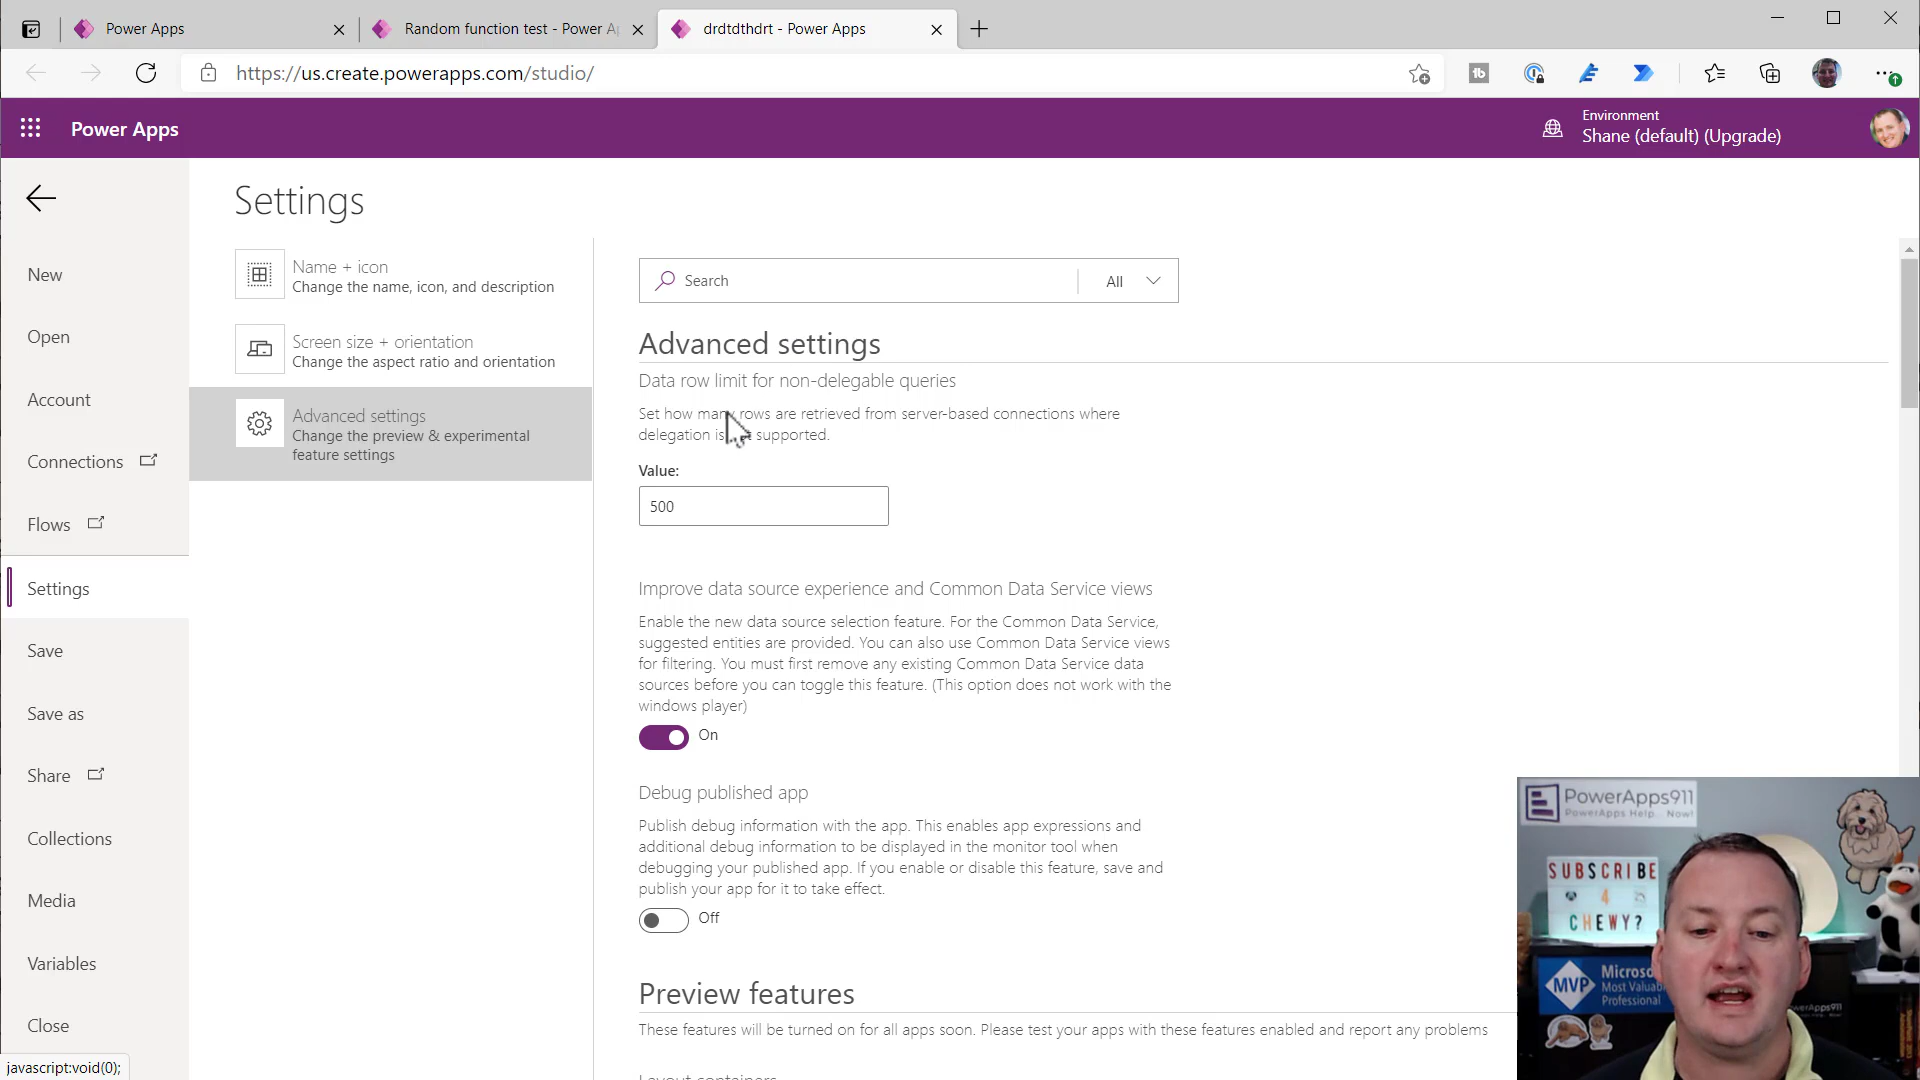 Power Apps
Random function test - Power Ap
drdtdthdrt - Power Apps
https://us.create.powerapps.com/studio/
Power Apps
Environment
Shane (default) (Upgrade)
Settings
New
Open
Account
Connections
Flows
Settings
Save
Save as
Share
Collections
Media
Variables
Close
javascript:void(0);
Name + icon
Change the name, icon, and description
Screen size + orientation
Change the aspect ratio and orientation
Advanced settings
Change the preview & experimental
feature settings
Search
All
Advanced settings
Data row limit for non-delegable queries
Set how many rows are retrieved from server-based connections where
delegation is supported.
Value:
500
Improve data source experience and Common Data Service views
Enable the new data source selection feature. For the Common Data Service,
suggested entities are provided. You can also use Common Data Service views
for filtering. You must first remove any existing Common Data Service data
sources before you can toggle this feature. (This option does not work with the
windows player)
On
Debug published app
Publish debug information with the app. This enables app expressions and
additional debug information to be displayed in the monitor tool when
debugging your published app. If you enable or disable this feature, save and
publish your app for it to take effect.
Off
Preview features
These features will be turned on for all apps soon. Please test your apps with these features enabled and report any problems
Layout containers
PowerApps911
PowerApps Help... Now!
SUBSCRIBE
4
CHEWY?
MVP
Microso
Most Valuab
Professional